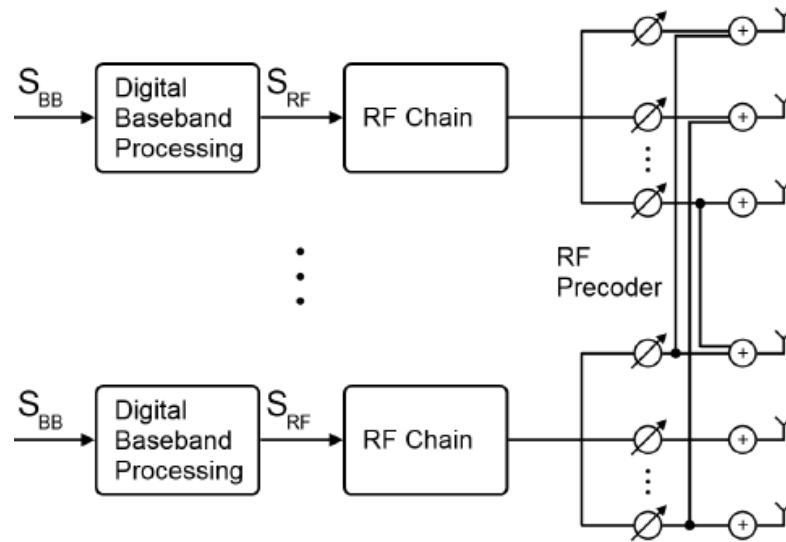 S_BB
Digital
Baseband
Processing
S_RF
RF Chain
+
+
+
RF
Precoder
S_BB
Digital
Baseband
Processing
S_RF
RF Chain
+
+
+